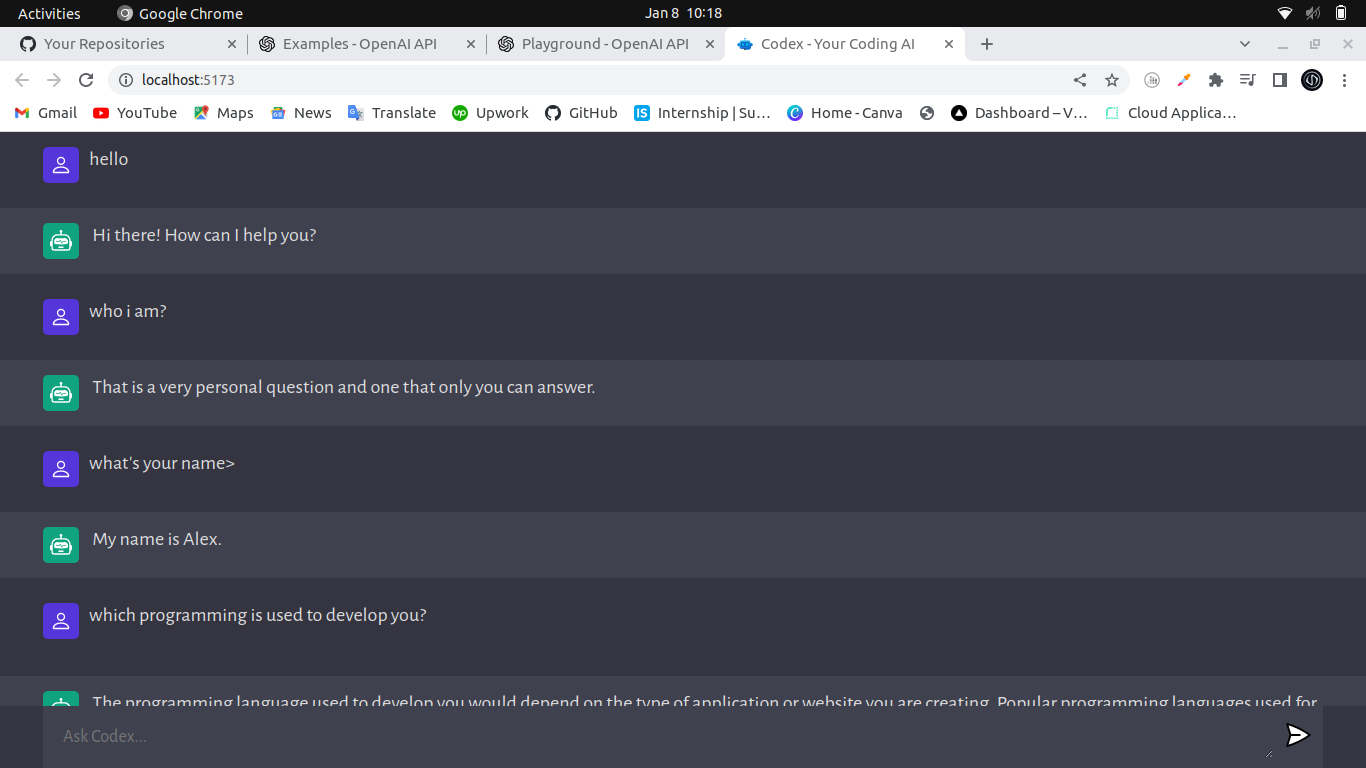 Activities Google Chrome Jan 8 10:18
Your Repositories Examples - OpenAI API Playground - OpenAI API Codex - Your Coding AI
localhost:5173
Gmail YouTube Maps News Translate Upwork GitHub IS Internship | Su... Home - Canva Dashboard – V... Cloud Applica...
hello
Hi there! How can I help you?
who i am?
That is a very personal question and one that only you can answer.
what's your name>
My name is Alex.
which programming is used to develop you?
The programming language used to develop you would depend on the type of application or website you are creating. Popular programming languages used for
Ask Codex...